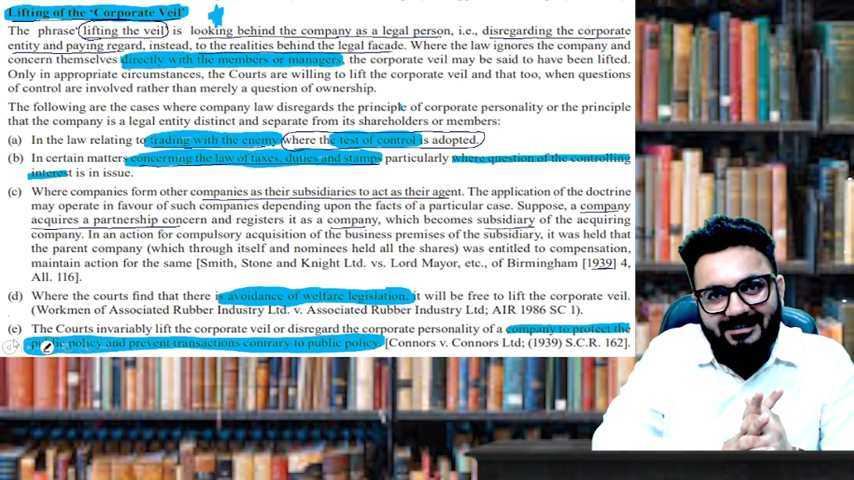 Lifting of the 'Corporate Veil'
The phrase 'lifting the veil' is looking behind the company as a legal person, i.e., disregarding the corporate
entity and paying regard, instead, to the realities behind the legal facade. Where the law ignores the company and
concern themselves directly with the members or managers, the corporate veil may be said to have been lifted.
Only in appropriate circumstances, the Courts are willing to lift the corporate veil and that too, when questions
of control are involved rather than merely a question of ownership.
The following are the cases where company law disregards the principle of corporate personality or the principle
that the company is a legal entity distinct and separate from its shareholders or members:
(a) In the law relating to trading with the enemy where the test of control is adopted.
(b) In certain matters concerning the law of taxes, duties and stamps particularly where question of the controlling
interest is in issue.
(c) Where companies form other companies as their subsidiaries to act as their agent. The application of the doctrine
may operate in favour of such companies depending upon the facts of a particular case. Suppose, a company
acquires a partnership concern and registers it as a company, which becomes subsidiary of the acquiring
company. In an action for compulsory acquisition of the business premises of the subsidiary, it was held that
the parent company (which through itself and nominees held all the shares) was entitled to compensation,
maintain action for the same [Smith, Stone and Knight Ltd. vs. Lord Mayor, etc., of Birmingham [1939] 4,
All. 116].
(d) Where the courts find that there is avoidance of welfare legislation, it will be free to lift the corporate veil.
(Workmen of Associated Rubber Industry Ltd. v. Associated Rubber Industry Ltd; AIR 1986 SC 1).
(e) The Courts invariably lift the corporate veil or disregard the corporate personality of a company to protect the
public policy and prevent transactions contrary to public policy [Connors v. Connors Ltd; (1939) S.C.R. 162].